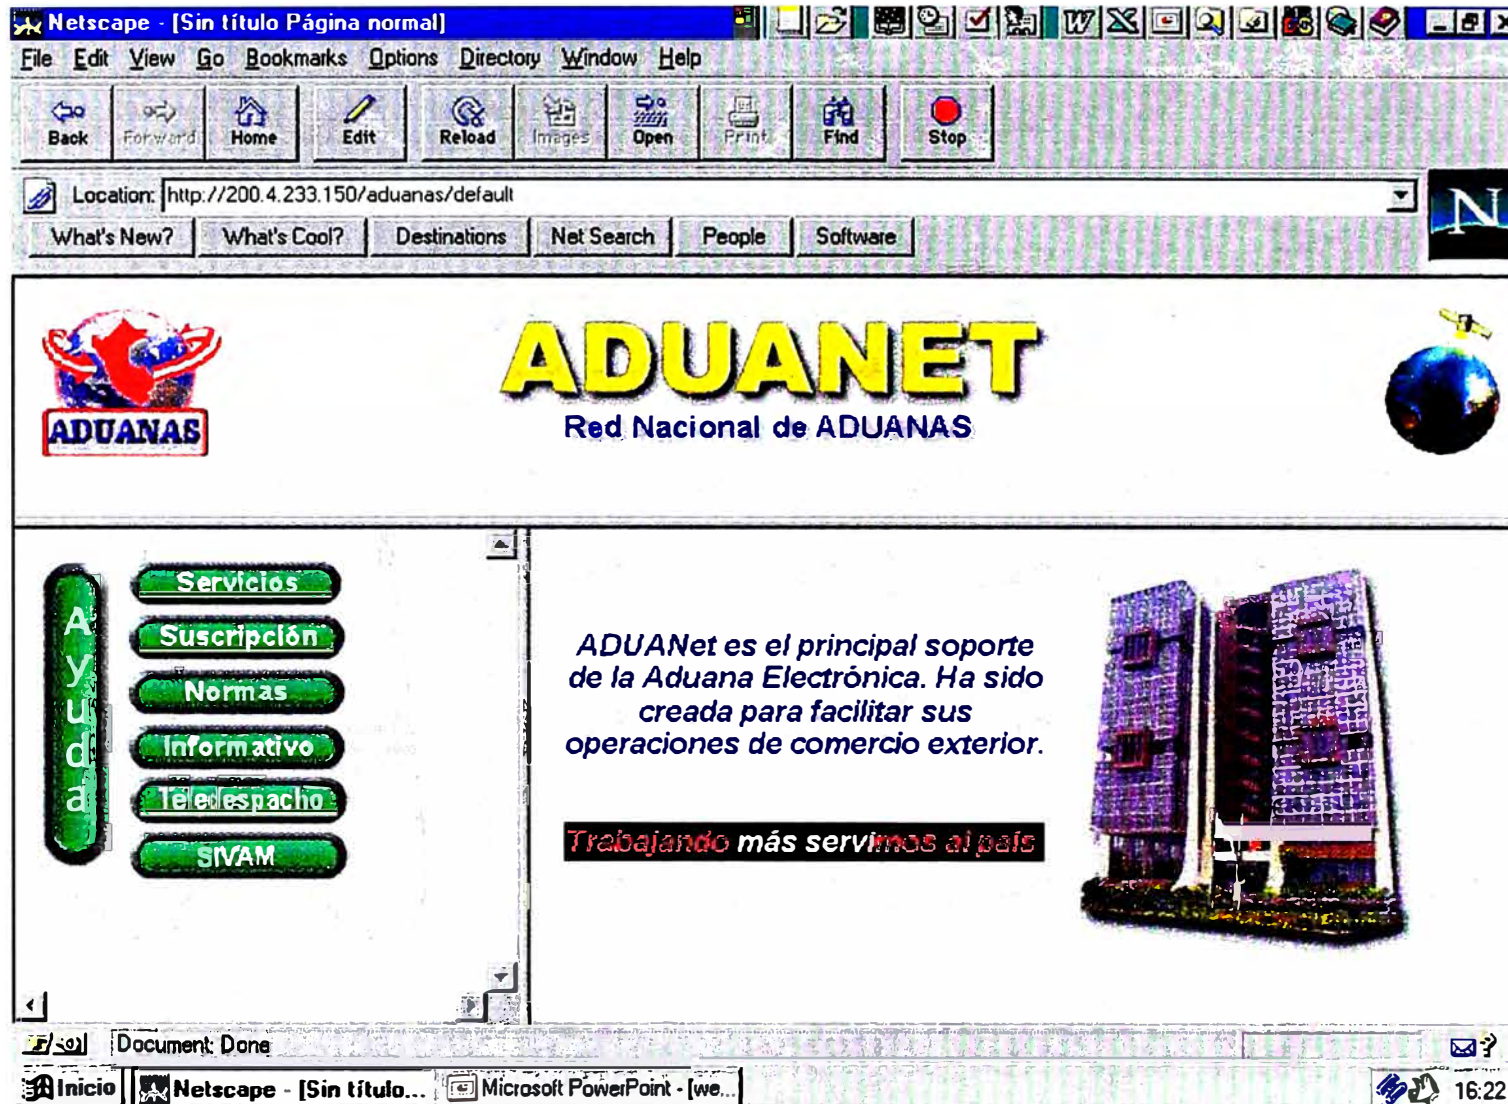 Netscape - [Sin título Página normal]
File Edit View Go Bookmarks Options Directory Window Help
Back Forward Home Edit Reload Images Open Print Find Stop
Location: http://200.4.233.150/aduanas/default
What's New? What's Cool? Destinations Net Search People Software
N
ADUANAS
ADUANET
Red Nacional de ADUANAS
Ayuda
Servicios
Suscripción
Normas
Informativo
Teledespacho
SIVAM
ADUANet es el principal soporte
de la Aduana Electrónica. Ha sido
creada para facilitar sus
operaciones de comercio exterior.
Trabajando más servimos al país
Document: Done
Inicio Netscape - [Sin título... Microsoft PowerPoint - [we... 16:22